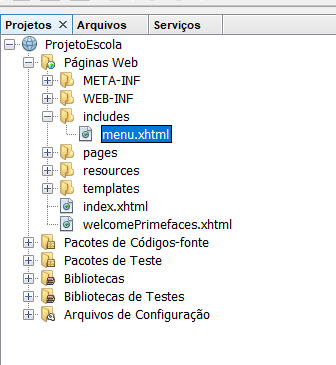 Projetos × Arquivos Serviços
ProjetoEscola
Páginas Web
META-INF
WEB-INF
includes
menu.xhtml
pages
resources
templates
index.xhtml
welcomePrimefaces.xhtml
Pacotes de Códigos-fonte
Pacotes de Teste
Bibliotecas
Bibliotecas de Testes
Arquivos de Configuração